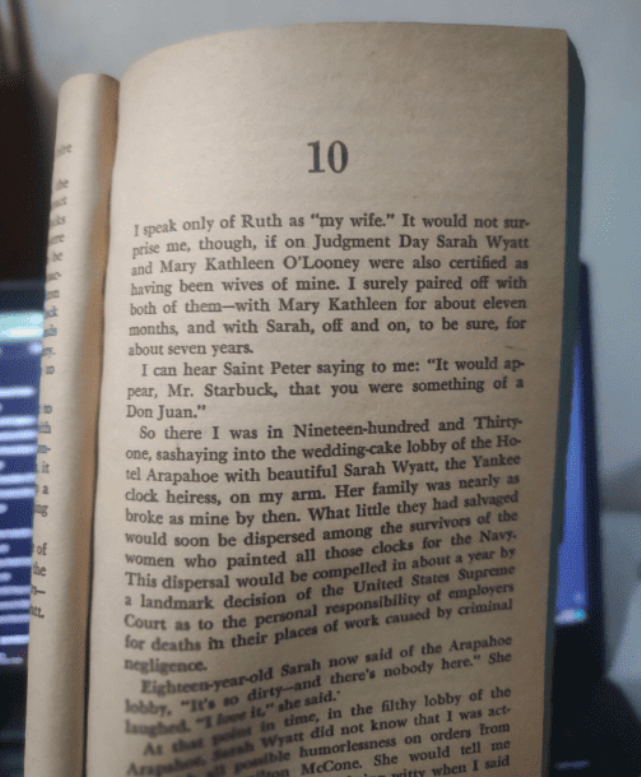 10
I speak only of Ruth as "my wife." It would not sur-
prise me, though, if on Judgment Day Sarah Wyatt
and Mary Kathleen O'Looney were also certified as
having been wives of mine. I surely paired off with
both of them—with Mary Kathleen for about eleven
months, and with Sarah, off and on, to be sure, for
about seven years.
I can hear Saint Peter saying to me: "It would ap-
pear, Mr. Starbuck, that you were something of a
Don Juan."
So there I was in Nineteen-hundred and Thirty-
one, sashaying into the wedding-cake lobby of the Ho-
tel Arapahoe with beautiful Sarah Wyatt, the Yankee
clock heiress, on my arm. Her family was nearly as
broke as mine by then. What little they had salvaged
would soon be dispersed among the survivors of the
women who painted all those clocks for the Navy.
This dispersal would be compelled in about a year by
a landmark decision of the United States Supreme
Court as to the personal responsibility of employers
for deaths in their places of work caused by criminal
negligence.
Eighteen-year-old Sarah now said of the Arapahoe
lobby, "It's so dirty—and there's nobody here." She
laughed. "I love it," she said.
At that point in time, in the filthy lobby of the
Arapahoe, Sarah Wyatt did not know that I was act-
all possible humorlessness on orders from
McCone. She would tell me
witty when I said